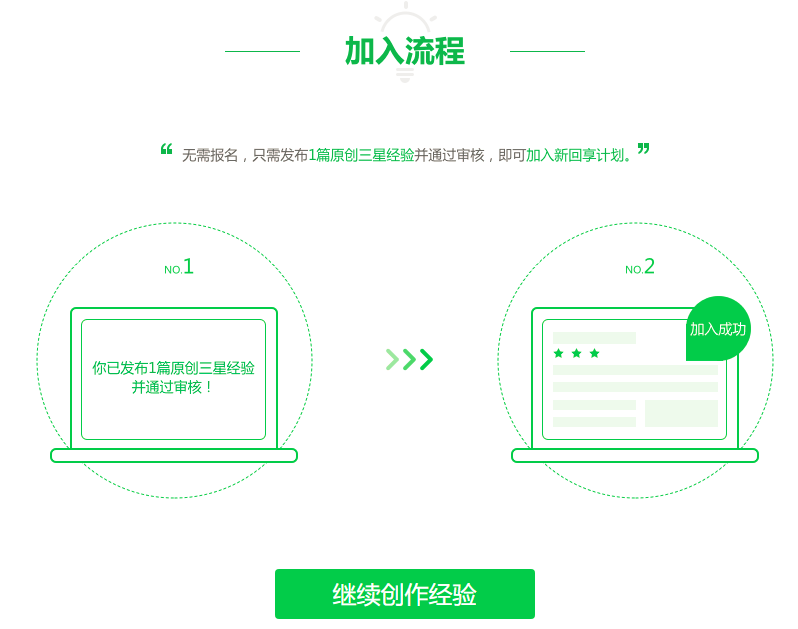 加入流程
“ 无需报名，只需发布1篇原创三星经验并通过审核，即可加入新回享计划。”
NO.1
你已发布1篇原创三星经验
并通过审核！
NO.2
加入成功
继续创作经验